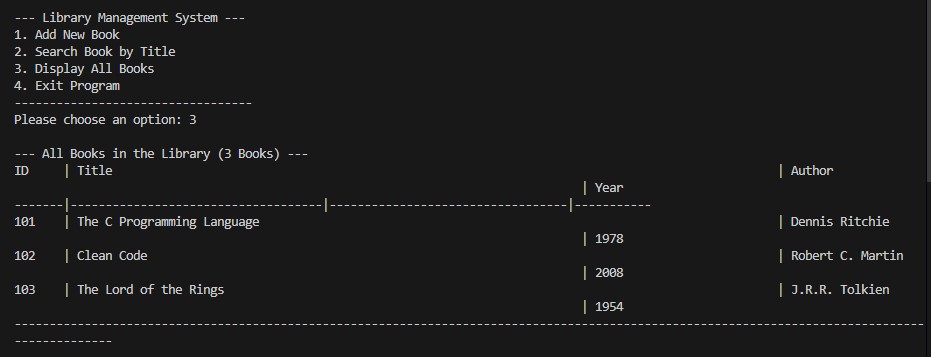 --- Library Management System ---
1. Add New Book
2. Search Book by Title
3. Display All Books
4. Exit Program
----------------------------------
Please choose an option: 3

--- All Books in the Library (3 Books) ---
ID     | Title                                                                                               | Author
                                                                                 | Year
-------|------------------------------------|----------------------------------|-----------
101    | The C Programming Language                                                                          | Dennis Ritchie
                                                                                 | 1978
102    | Clean Code                                                                                          | Robert C. Martin
                                                                                 | 2008
103    | The Lord of the Rings                                                                               | J.R.R. Tolkien
                                                                                 | 1954
----------------------------------------------------------------------------------------------------------------------------------
--------------